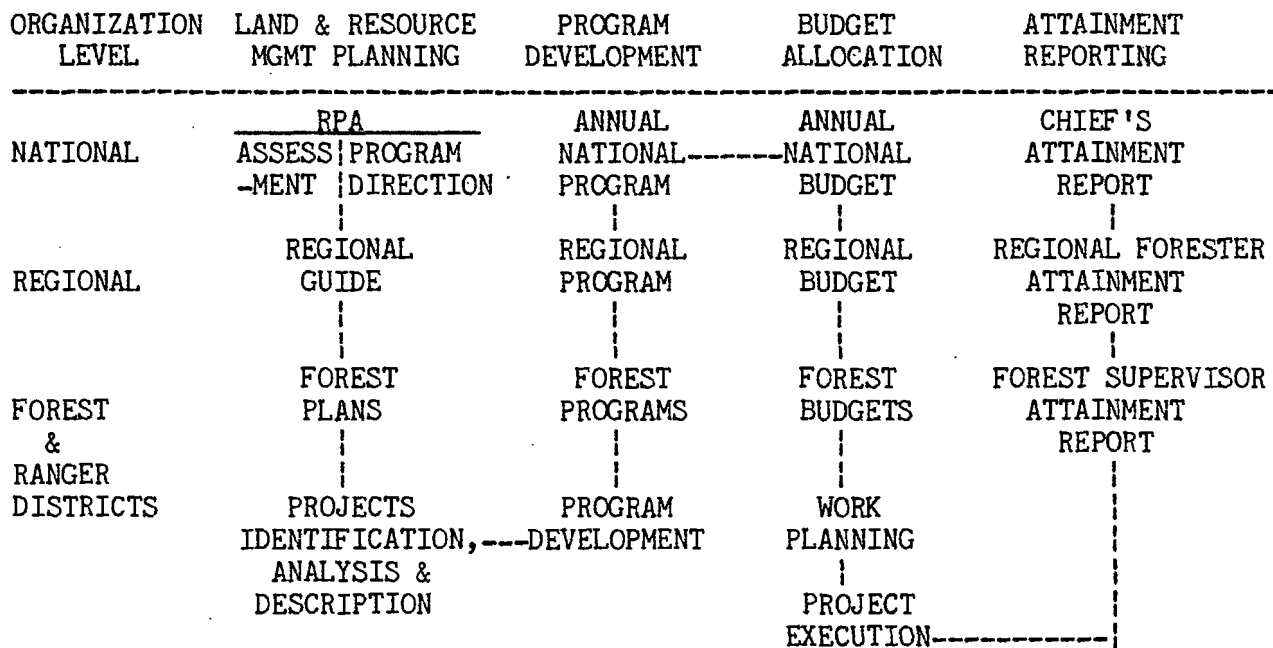 ORGANIZATION LAND & RESOURCE PROGRAM BUDGET ATTAINMENT
LEVEL MGMT PLANNING DEVELOPMENT ALLOCATION REPORTING
RPA ANNUAL ANNUAL CHIEF'S
NATIONAL ASSESS PROGRAM NATIONAL NATIONAL ATTAINMENT
-MENT DIRECTION PROGRAM BUDGET REPORT
REGIONAL REGIONAL REGIONAL REGIONAL FORESTER
REGIONAL GUIDE PROGRAM BUDGET ATTAINMENT
REPORT
FOREST FOREST FOREST FOREST SUPERVISOR
FOREST PLANS PROGRAMS BUDGETS ATTAINMENT
& REPORT
RANGER
DISTRICTS PROJECTS PROGRAM WORK
IDENTIFICATION, DEVELOPMENT PLANNING
ANALYSIS &
DESCRIPTION PROJECT
EXECUTION